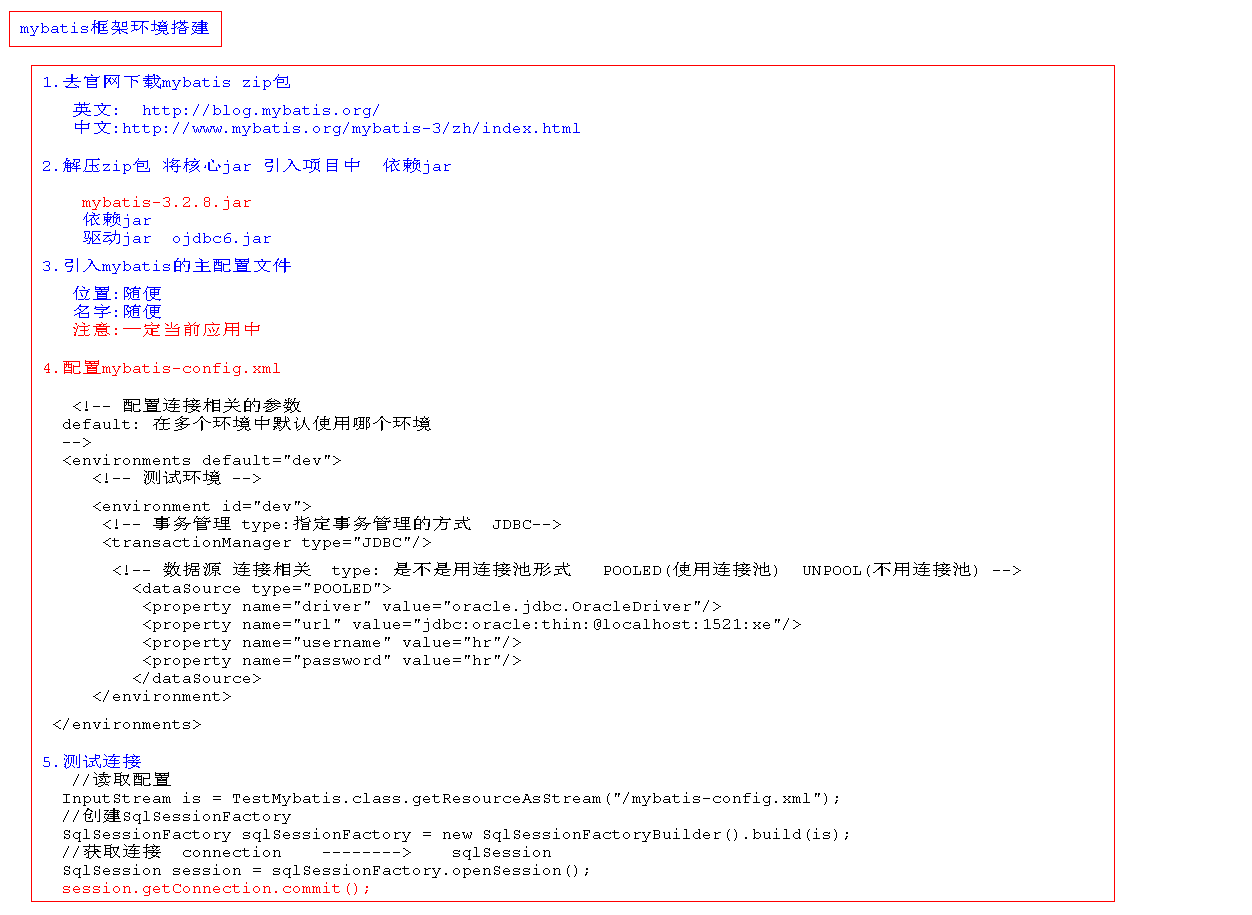 mybatis框架环境搭建
1.去官网下载mybatis zip包
英文:  http://blog.mybatis.org/
中文:http://www.mybatis.org/mybatis-3/zh/index.html
2.解压zip包 将核心jar 引入项目中  依赖jar
mybatis-3.2.8.jar
依赖jar
驱动jar  ojdbc6.jar
3.引入mybatis的主配置文件
位置:随便
名字:随便
注意:一定当前应用中
4.配置mybatis-config.xml
<!-- 配置连接相关的参数
default: 在多个环境中默认使用哪个环境
-->
<environments default="dev">
<!-- 测试环境 -->
<environment id="dev">
<!-- 事务管理 type:指定事务管理的方式  JDBC-->
<transactionManager type="JDBC"/>
<!-- 数据源 连接相关  type: 是不是用连接池形式   POOLED(使用连接池)  UNPOOL(不用连接池) -->
<dataSource type="POOLED">
<property name="driver" value="oracle.jdbc.OracleDriver"/>
<property name="url" value="jdbc:oracle:thin:@localhost:1521:xe"/>
<property name="username" value="hr"/>
<property name="password" value="hr"/>
</dataSource>
</environment>
</environments>
5.测试连接
//读取配置
InputStream is = TestMybatis.class.getResourceAsStream("/mybatis-config.xml");
//创建SqlSessionFactory
SqlSessionFactory sqlSessionFactory = new SqlSessionFactoryBuilder().build(is);
//获取连接  connection    -------->    sqlSession
SqlSession session = sqlSessionFactory.openSession();
session.getConnection.commit();